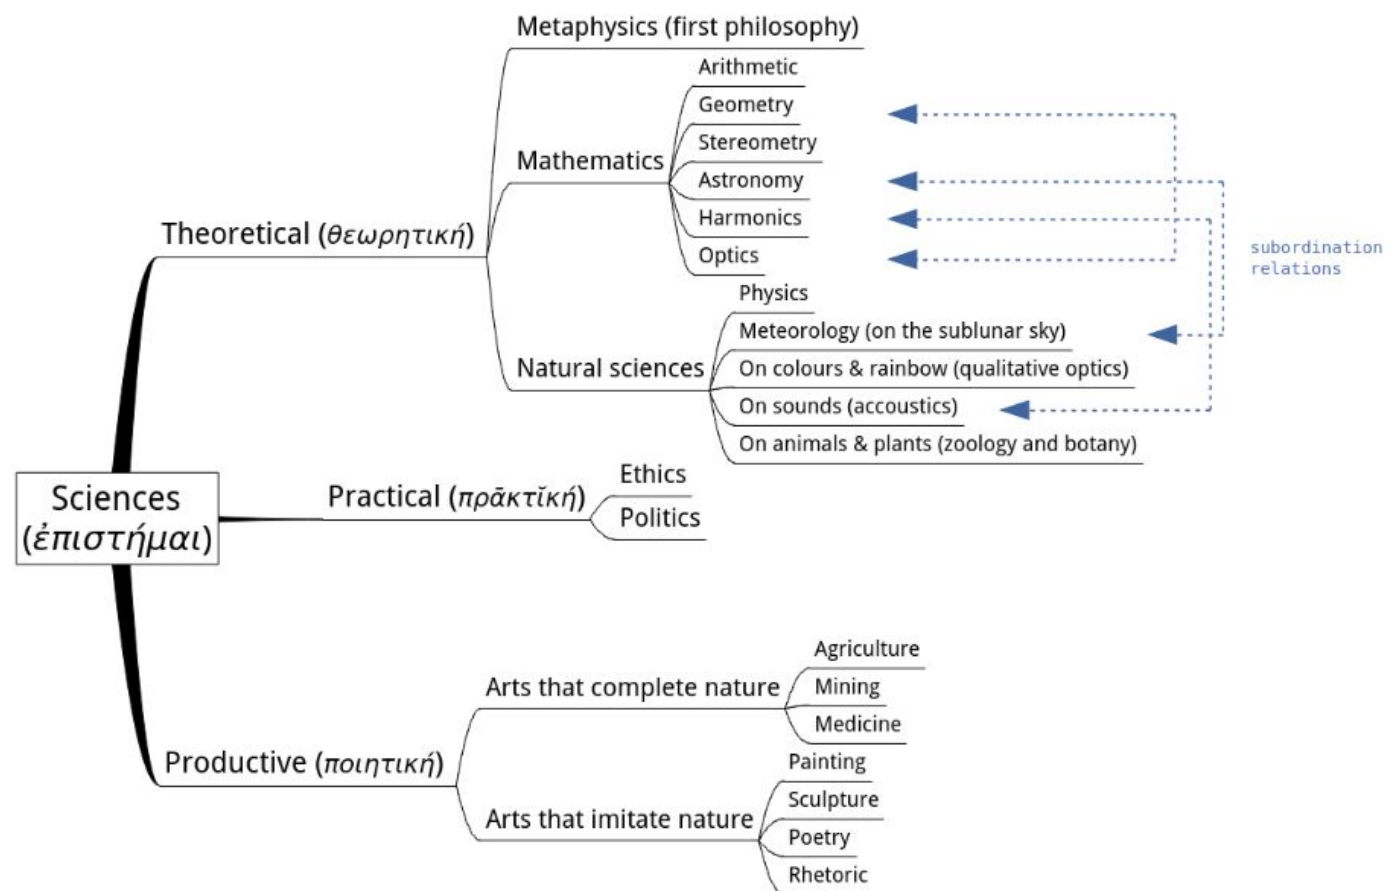 Metaphysics (first philosophy)
Arithmetic
Geometry
Stereometry
Mathematics
Astronomy
Harmonics
Optics
Theoretical (θεωρητική)
subordination
relations
Physics
Meteorology (on the sublunar sky)
Natural sciences
On colours & rainbow (qualitative optics)
On sounds (accoustics)
On animals & plants (zoology and botany)
Sciences
(ἐπιστήμαι)
Practical (πρᾱκτῐκή)
Ethics
Politics
Agriculture
Arts that complete nature
Mining
Medicine
Productive (ποιητική)
Painting
Sculpture
Arts that imitate nature
Poetry
Rhetoric